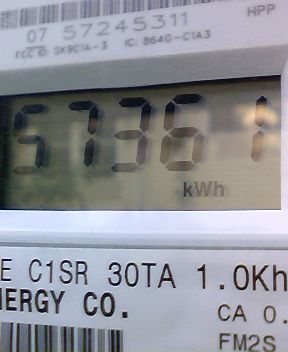 HPP
07 57245311
FCC ID: SK9C1A-3 IC: 864G-C1A3
57361
kWh
E C1SR 30TA 1.0Kh
NERGY CO.
CA 0.
FM2S